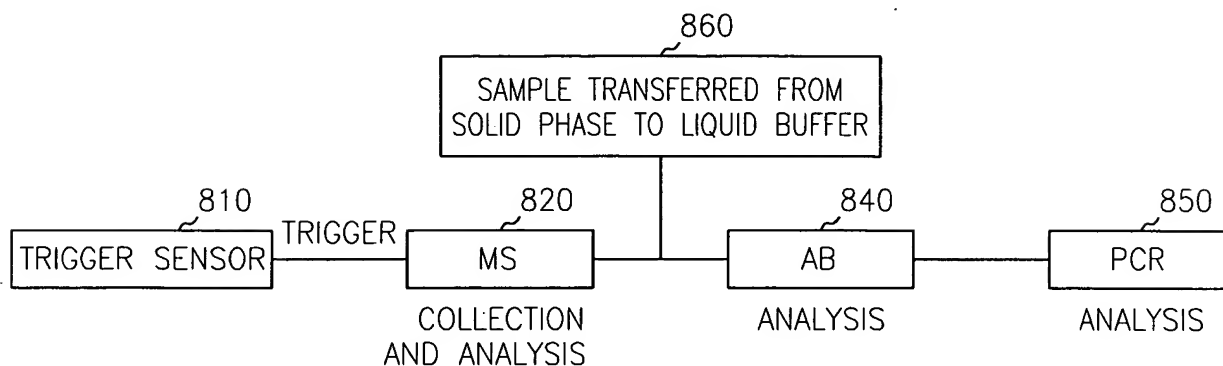 860
SAMPLE TRANSFERRED FROM
SOLID PHASE TO LIQUID BUFFER
810
TRIGGER SENSOR
TRIGGER
820
MS
COLLECTION
AND ANALYSIS
840
AB
ANALYSIS
850
PCR
ANALYSIS